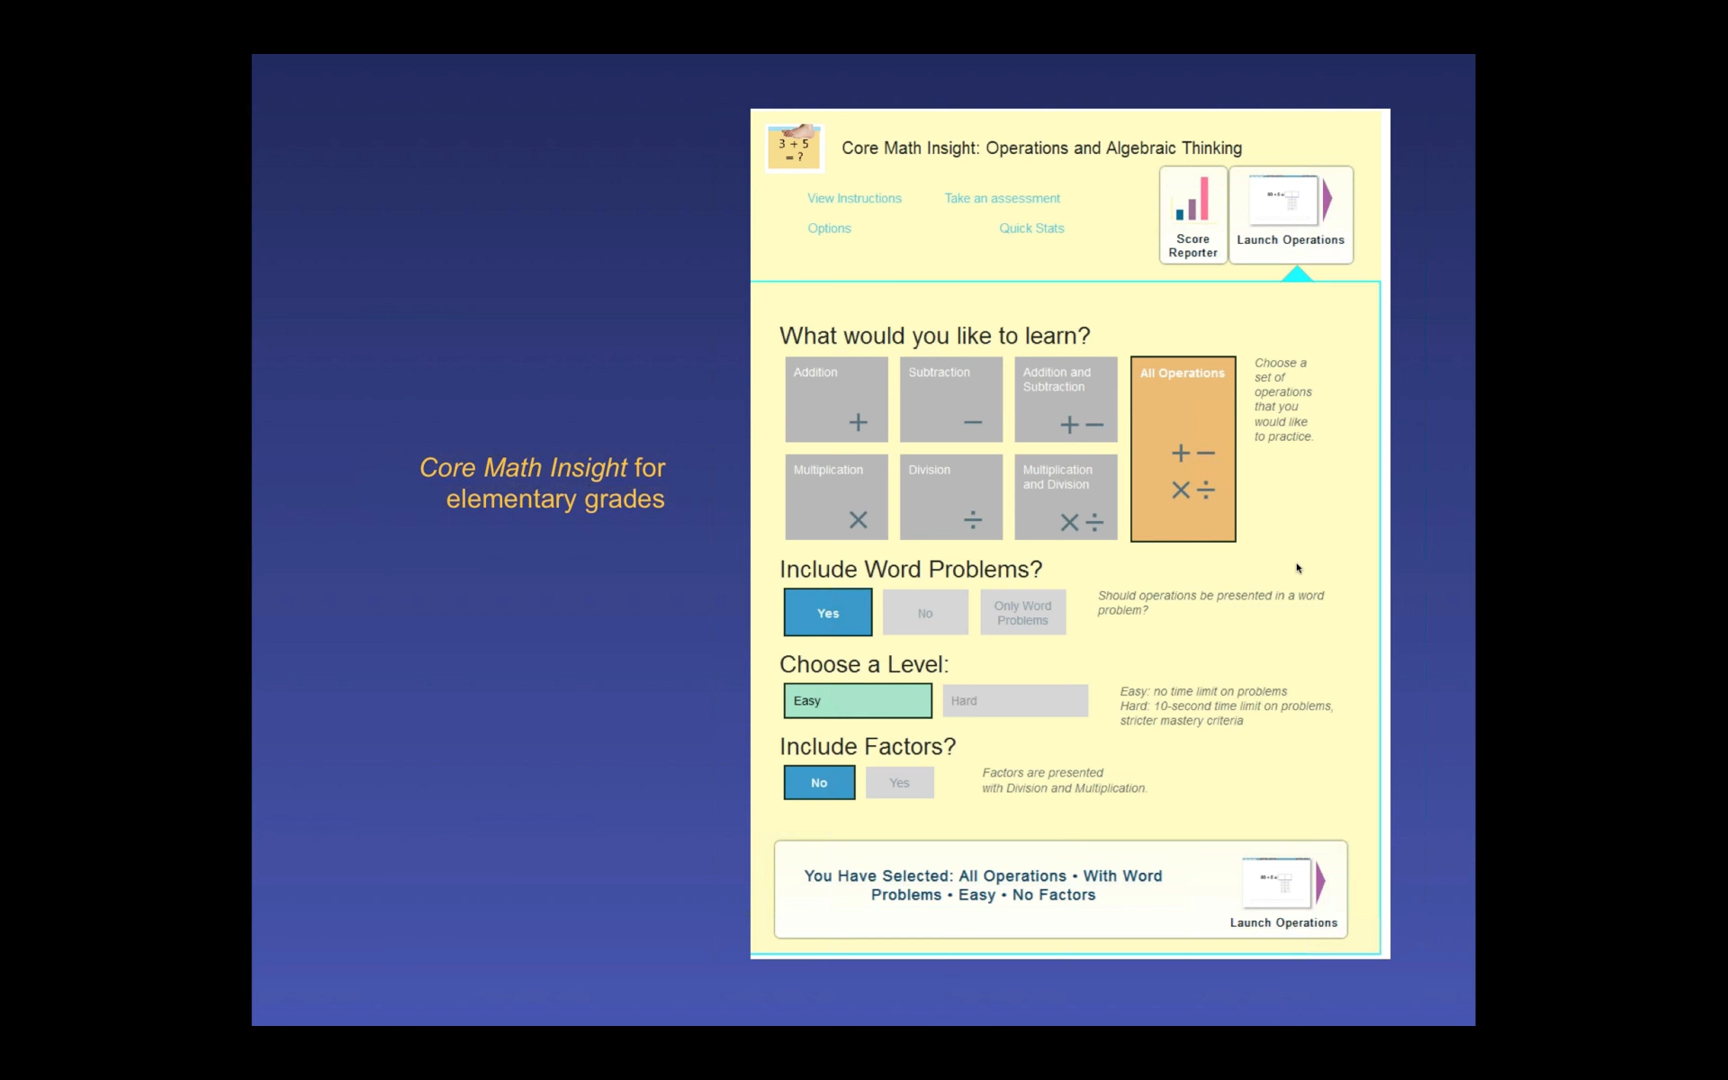 Core Math Insight for
elementary grades
3 + 5
= ?
Core Math Insight: Operations and Algebraic Thinking
View Instructions
Take an assessment
Options
Quick Stats
Score
Reporter
Launch Operations
What would you like to learn?
Addition
+
Subtraction
−
Addition and
Subtraction
+ −
All Operations
+ −
× ÷
Choose a
set of
operations
that you
would like
to practice.
Multiplication
×
Division
÷
Multiplication
and Division
× ÷
Include Word Problems?
Yes
No
Only Word
Problems
Should operations be presented in a word
problem?
Choose a Level:
Easy
Hard
Easy: no time limit on problems
Hard: 10-second time limit on problems,
stricter mastery criteria
Include Factors?
No
Yes
Factors are presented
with Division and Multiplication.
You Have Selected: All Operations • With Word
Problems • Easy • No Factors
Launch Operations